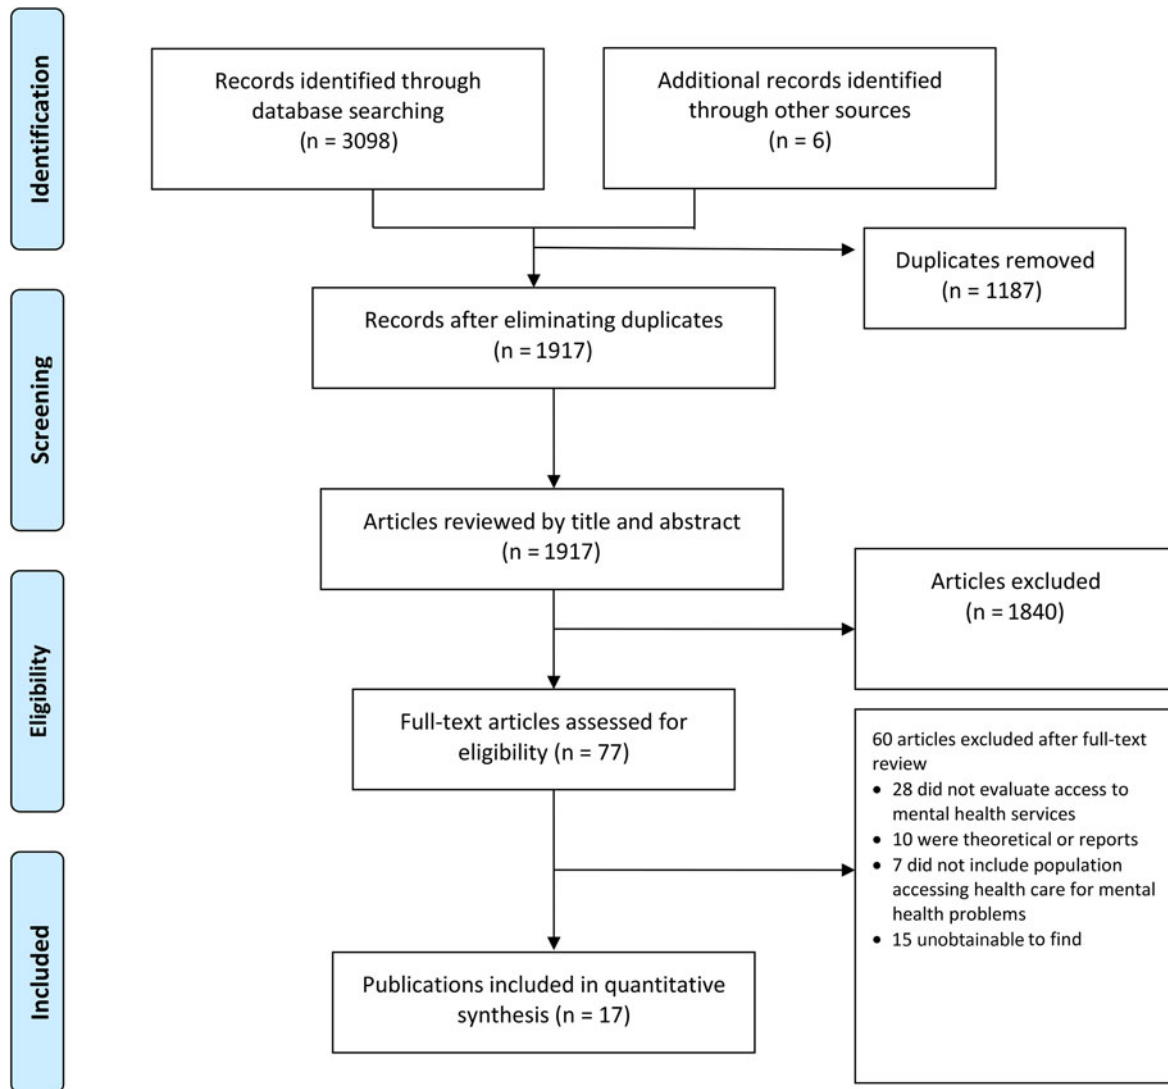 Identification
Records identified through
database searching
(n = 3098)
Additional records identified
through other sources
(n = 6)
Duplicates removed
(n = 1187)
Screening
Records after eliminating duplicates
(n = 1917)
Articles reviewed by title and abstract
(n = 1917)
Eligibility
Articles excluded
(n = 1840)
Full-text articles assessed for
eligibility (n = 77)
60 articles excluded after full-text
review
• 28 did not evaluate access to
mental health services
• 10 were theoretical or reports
• 7 did not include population
accessing health care for mental
health problems
• 15 unobtainable to find
Included
Publications included in quantitative
synthesis (n = 17)